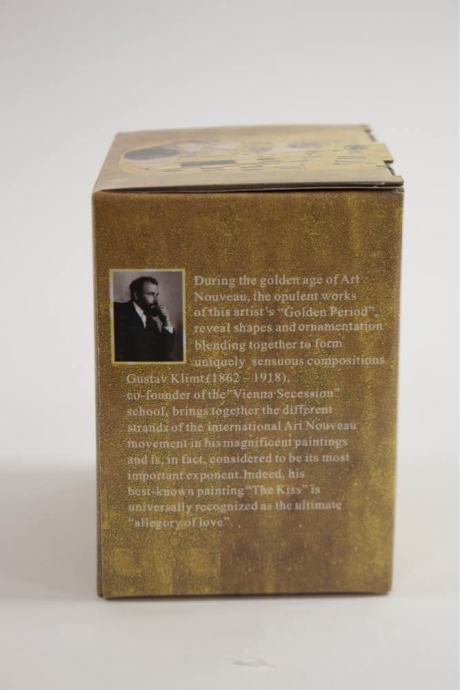 During the golden age of Art
Nouveau, the opulent works
of this artist's "Golden Period",
reveal shapes and ornamentation
blending together to form
uniquely sensuous compositions.
Gustav Klimt (1862 – 1918),
co-founder of the "Vienna Secession"
school, brings together the different
strands of the international Art Nouveau
movement in his magnificent paintings
and is, in fact, considered to be its most
important exponent. Indeed, his
best-known painting "The Kiss" is
universally recognized as the ultimate
"allegory of love"